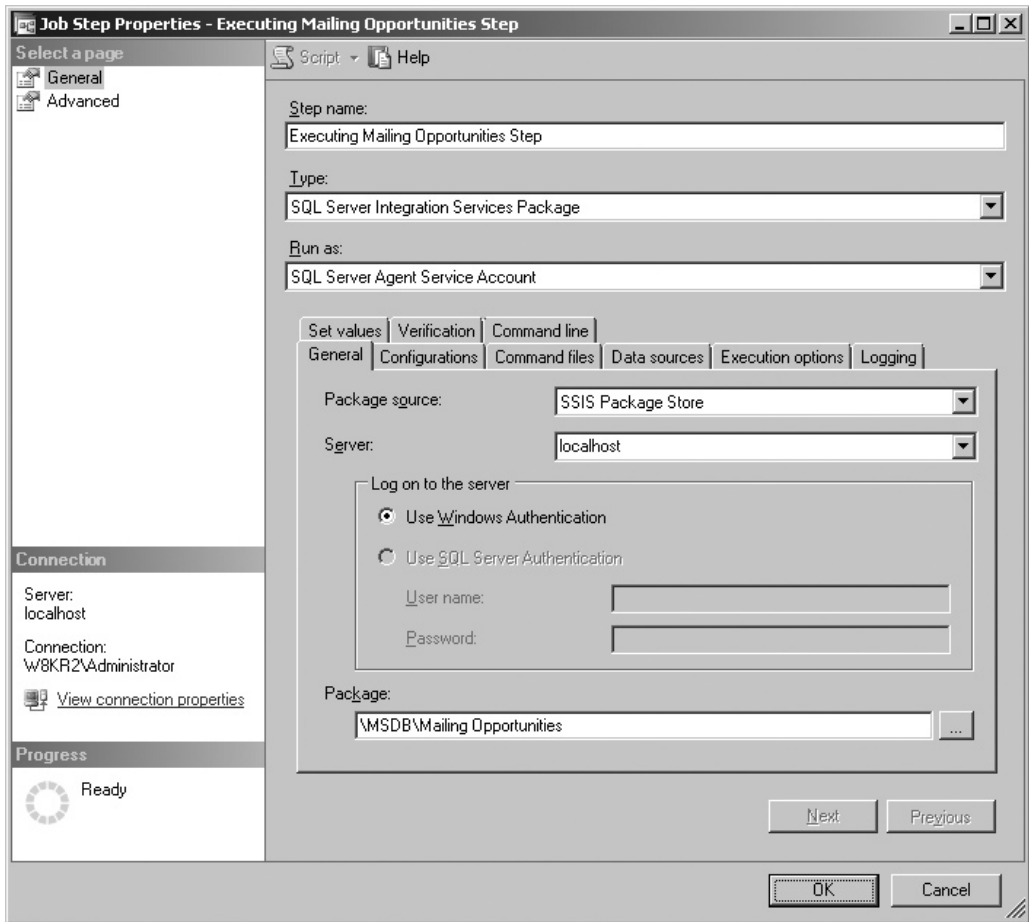 Job Step Properties - Executing Mailing Opportunities Step
Select a page
General
Advanced
Script
Help
Step name:
Executing Mailing Opportunities Step
Type:
SQL Server Integration Services Package
Run as:
SQL Server Agent Service Account
Set values
Verification
Command line
General
Configurations
Command files
Data sources
Execution options
Logging
Package source:
SSIS Package Store
Server:
localhost
Log on to the server
Use Windows Authentication
Use SQL Server Authentication
User name:
Password:
Package:
\MSDB\Mailing Opportunities
...
Connection
Server:
localhost
Connection:
W8KR2\Administrator
View connection properties
Progress
Ready
Next
Previous
OK
Cancel